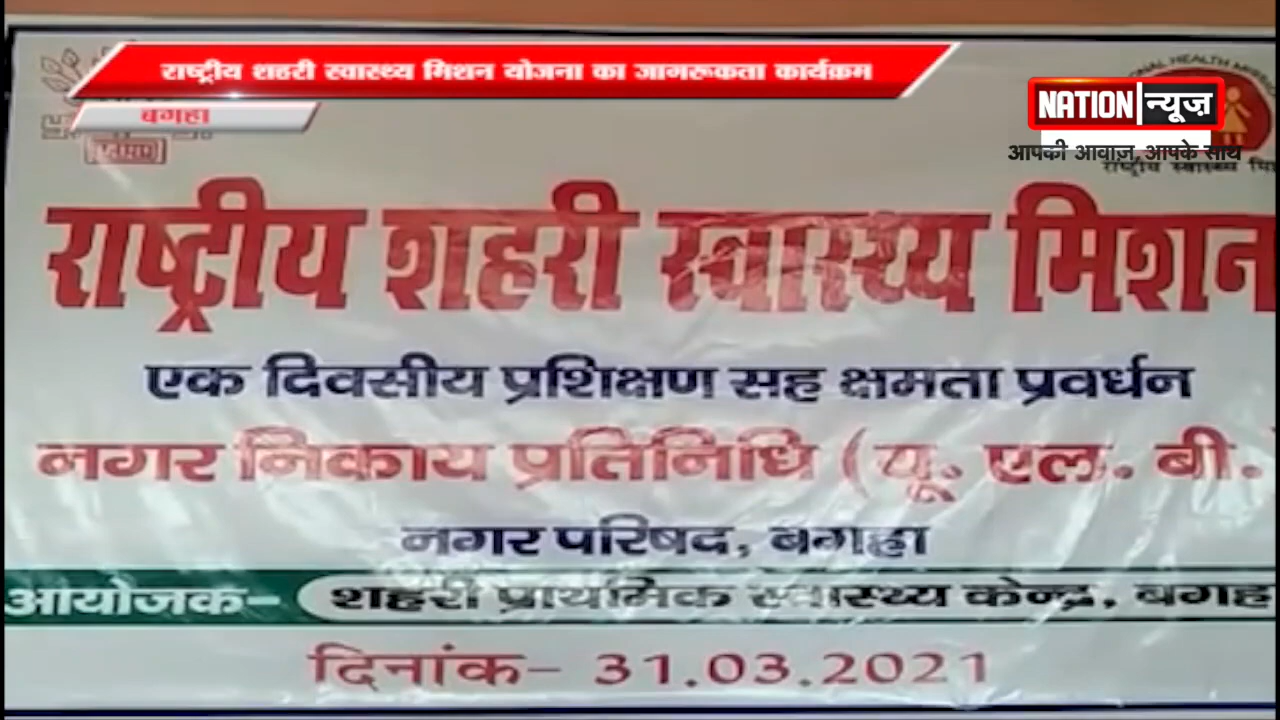 राष्ट्रीय शहरी स्वास्थ्य मिशन योजना का जागरूकता कार्यक्रम
बगहा
NATION न्यूज़
आपकी आवाज़, आपके साथ
राष्ट्रीय स्वास्थ्य
राष्ट्रीय शहरी स्वास्थ्य मिशन
एक दिवसीय प्रशिक्षण सह क्षमता प्रवर्धन
नगर निकाय प्रतिनिधि (यू. एल. बी.
नगर परिषद, बगहा
आयोजक- शहरी प्राथमिक स्वास्थ्य केन्द्र, बगह
दिनांक- 31.03.2021